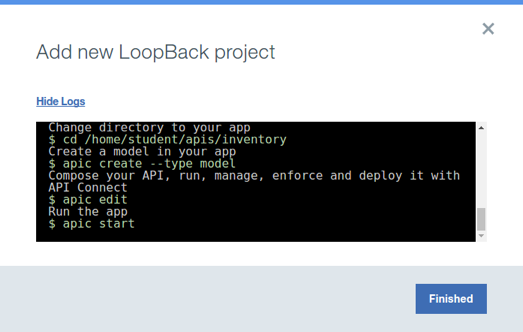 Add new LoopBack project
Hide Logs
Change directory to your app
$ cd /home/student/apis/inventory
Create a model in your app
$ apic create --type model
Compose your API, run, manage, enforce and deploy it with
API Connect
$ apic edit
Run the app
$ apic start
Finished